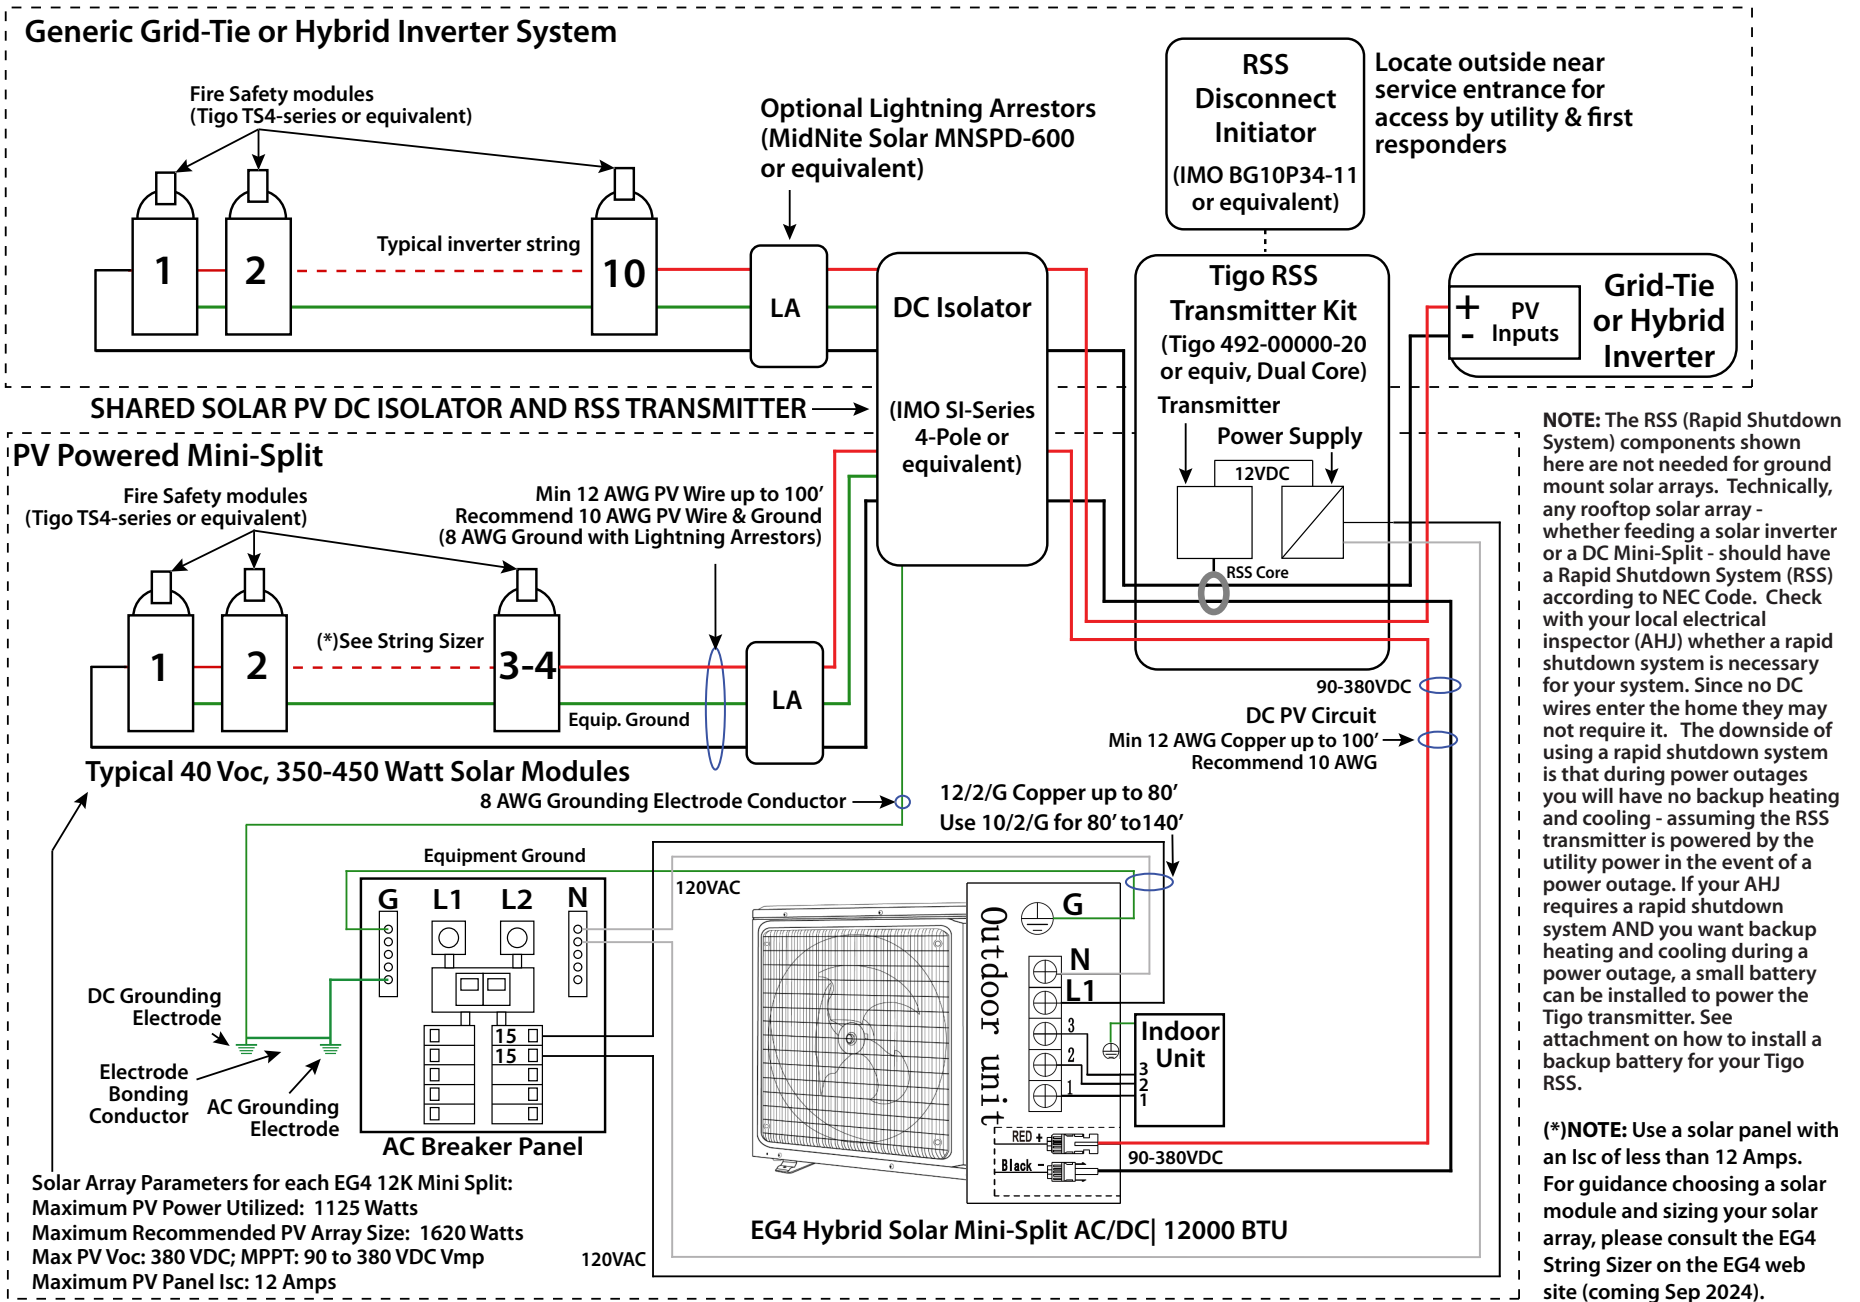 Generic Grid-Tie or Hybrid Inverter System
Fire Safety modules
(Tigo TS4-series or equivalent)
Optional Lightning Arrestors
(MidNite Solar MNSPD-600
or equivalent)
RSS
Disconnect
Initiator
(IMO BG10P34-11
or equivalent)
Locate outside near
service entrance for
access by utility & first
responders
1
2
Typical inverter string
10
LA
DC Isolator
(IMO SI-Series
4-Pole or
equivalent)
Tigo RSS
Transmitter Kit
(Tigo 492-00000-20
or equiv, Dual Core)
Transmitter
Power Supply
12VDC
RSS Core
+
-
PV
Inputs
Grid-Tie
or Hybrid
Inverter
SHARED SOLAR PV DC ISOLATOR AND RSS TRANSMITTER
PV Powered Mini-Split
Fire Safety modules
(Tigo TS4-series or equivalent)
Min 12 AWG PV Wire up to 100’
Recommend 10 AWG PV Wire & Ground
(8 AWG Ground with Lightning Arrestors)
1
2
(*)See String Sizer
3-4
Equip. Ground
LA
90-380VDC
DC PV Circuit
Min 12 AWG Copper up to 100’
Recommend 10 AWG
Typical 40 Voc, 350-450 Watt Solar Modules
8 AWG Grounding Electrode Conductor
12/2/G Copper up to 80’
Use 10/2/G for 80’ to140’
Equipment Ground
120VAC
G
L1
L2
N
15
15
AC Breaker Panel
DC Grounding
Electrode
Electrode
Bonding
Conductor
AC Grounding
Electrode
Outdoor unit
G
N
L1
3
2
1
Indoor
Unit
3
2
1
RED +
Black -
90-380VDC
EG4 Hybrid Solar Mini-Split AC/DC| 12000 BTU
120VAC
Solar Array Parameters for each EG4 12K Mini Split:
Maximum PV Power Utilized: 1125 Watts
Maximum Recommended PV Array Size: 1620 Watts
Max PV Voc: 380 VDC; MPPT: 90 to 380 VDC Vmp
Maximum PV Panel Isc: 12 Amps
NOTE: The RSS (Rapid Shutdown
System) components shown
here are not needed for ground
mount solar arrays. Technically,
any rooftop solar array -
whether feeding a solar inverter
or a DC Mini-Split - should have
a Rapid Shutdown System (RSS)
according to NEC Code. Check
with your local electrical
inspector (AHJ) whether a rapid
shutdown system is necessary
for your system. Since no DC
wires enter the home they may
not require it. The downside of
using a rapid shutdown system
is that during power outages
you will have no backup heating
and cooling - assuming the RSS
transmitter is powered by the
utility power in the event of a
power outage. If your AHJ
requires a rapid shutdown
system AND you want backup
heating and cooling during a
power outage, a small battery
can be installed to power the
Tigo transmitter. See
attachment on how to install a
backup battery for your Tigo
RSS.
(*)NOTE: Use a solar panel with
an Isc of less than 12 Amps.
For guidance choosing a solar
module and sizing your solar
array, please consult the EG4
String Sizer on the EG4 web
site (coming Sep 2024).